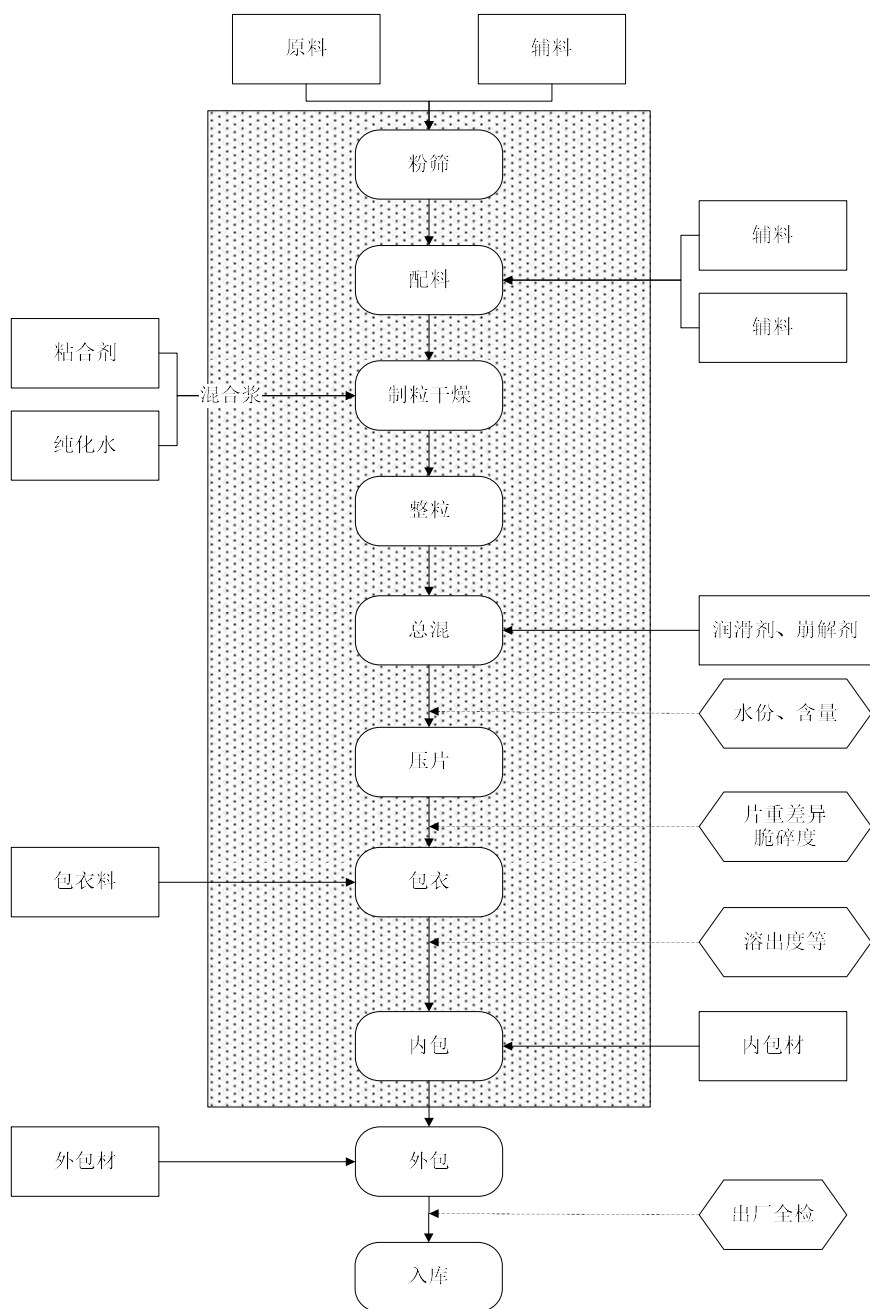 原料
辅料
粉筛
辅料
配料
辅料
粘合剂
混合浆
制粒干燥
纯化水
整粒
总混
润滑剂、崩解剂
水份、含量
压片
片重差异
脆碎度
包衣料
包衣
溶出度等
内包
内包材
外包材
外包
出厂全检
入库